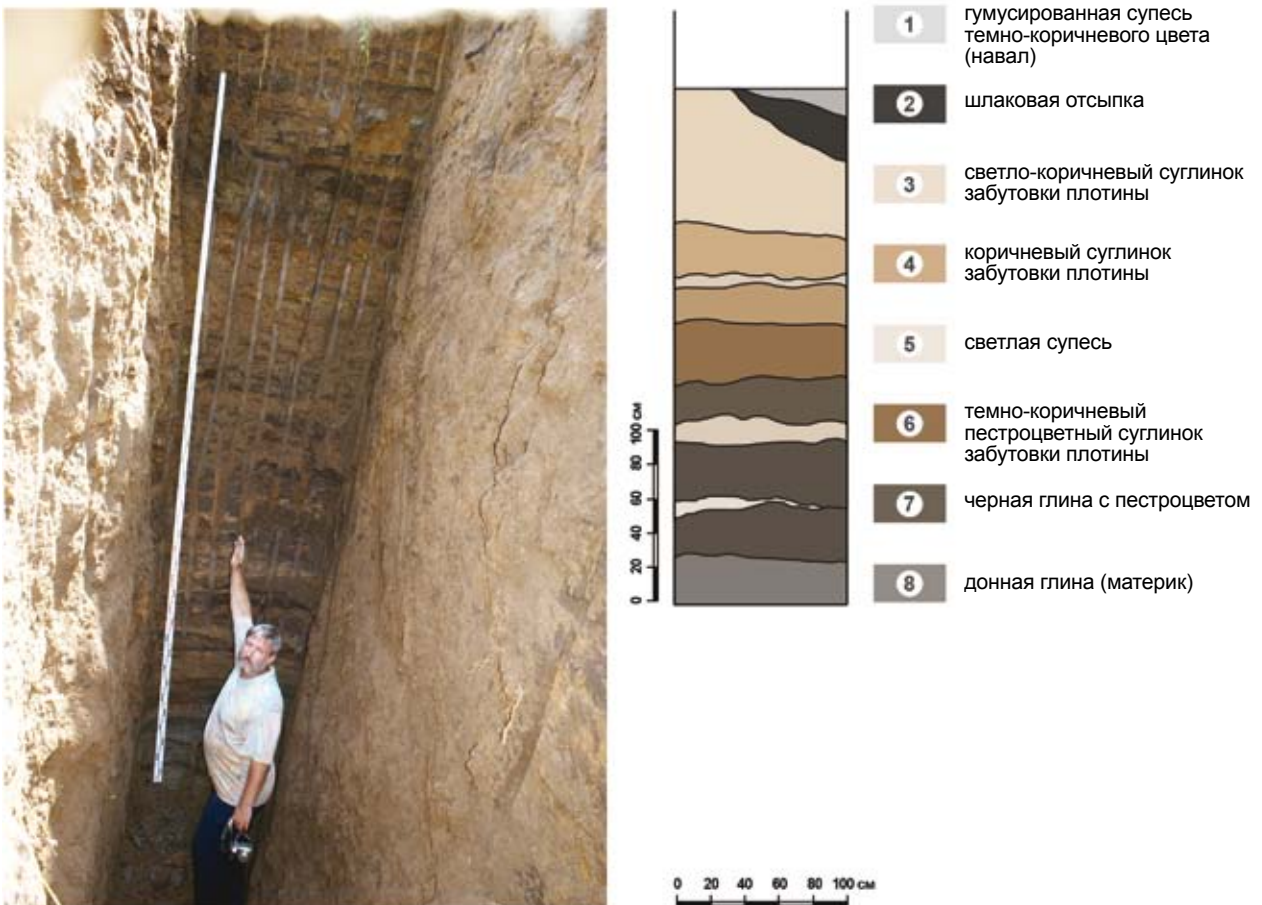 1
гумусированная супесь
темно-коричневого цвета
(навал)
2
шлаковая отсыпка
3
светло-коричневый суглинок
забутовки плотины
4
коричневый суглинок
забутовки плотины
5
светлая супесь
6
темно-коричневый
пестроцветный суглинок
забутовки плотины
7
черная глина с пестроцветом
8
донная глина (материк)
0 20 40 60 80 100 см
0 20 40 60 80 100 см